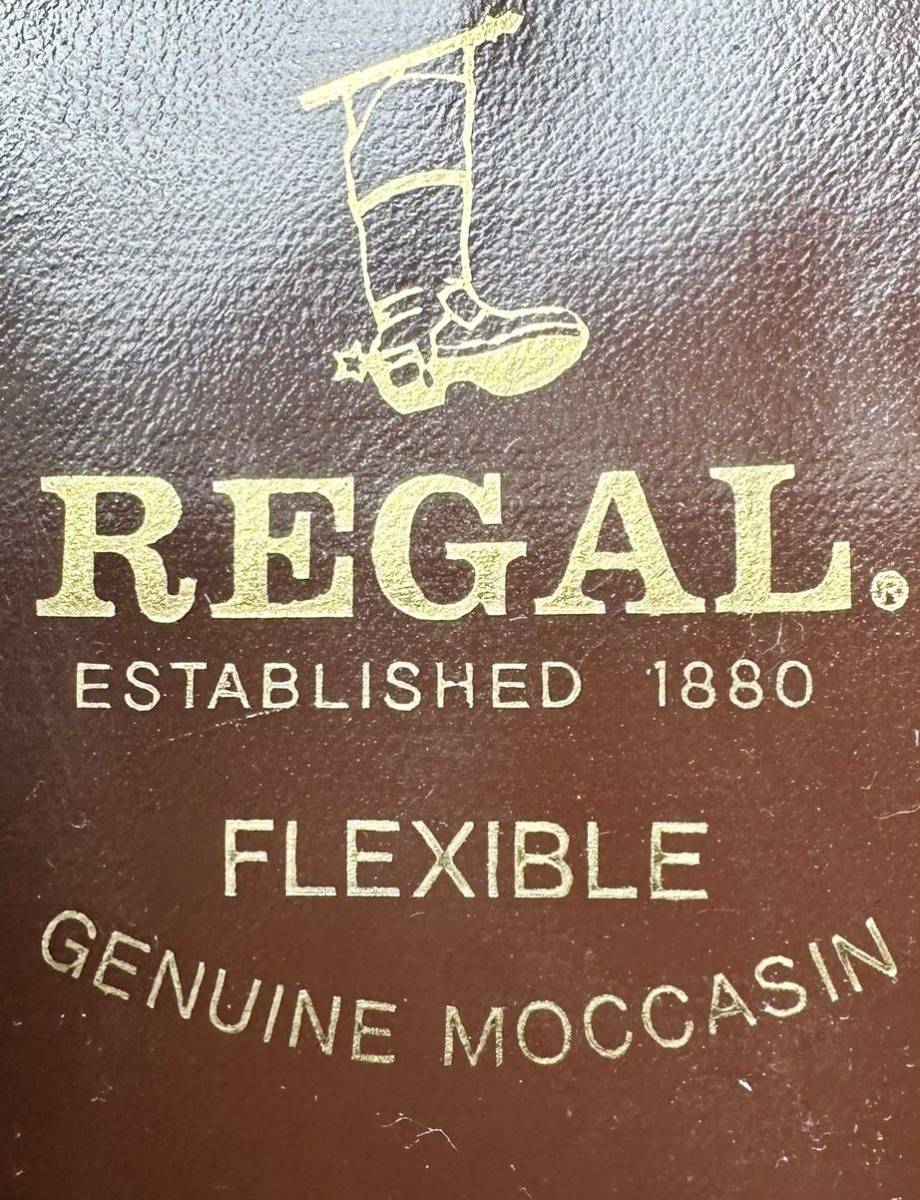 REGAL.®
ESTABLISHED 1880
FLEXIBLE
GENUINE MOCCASIN